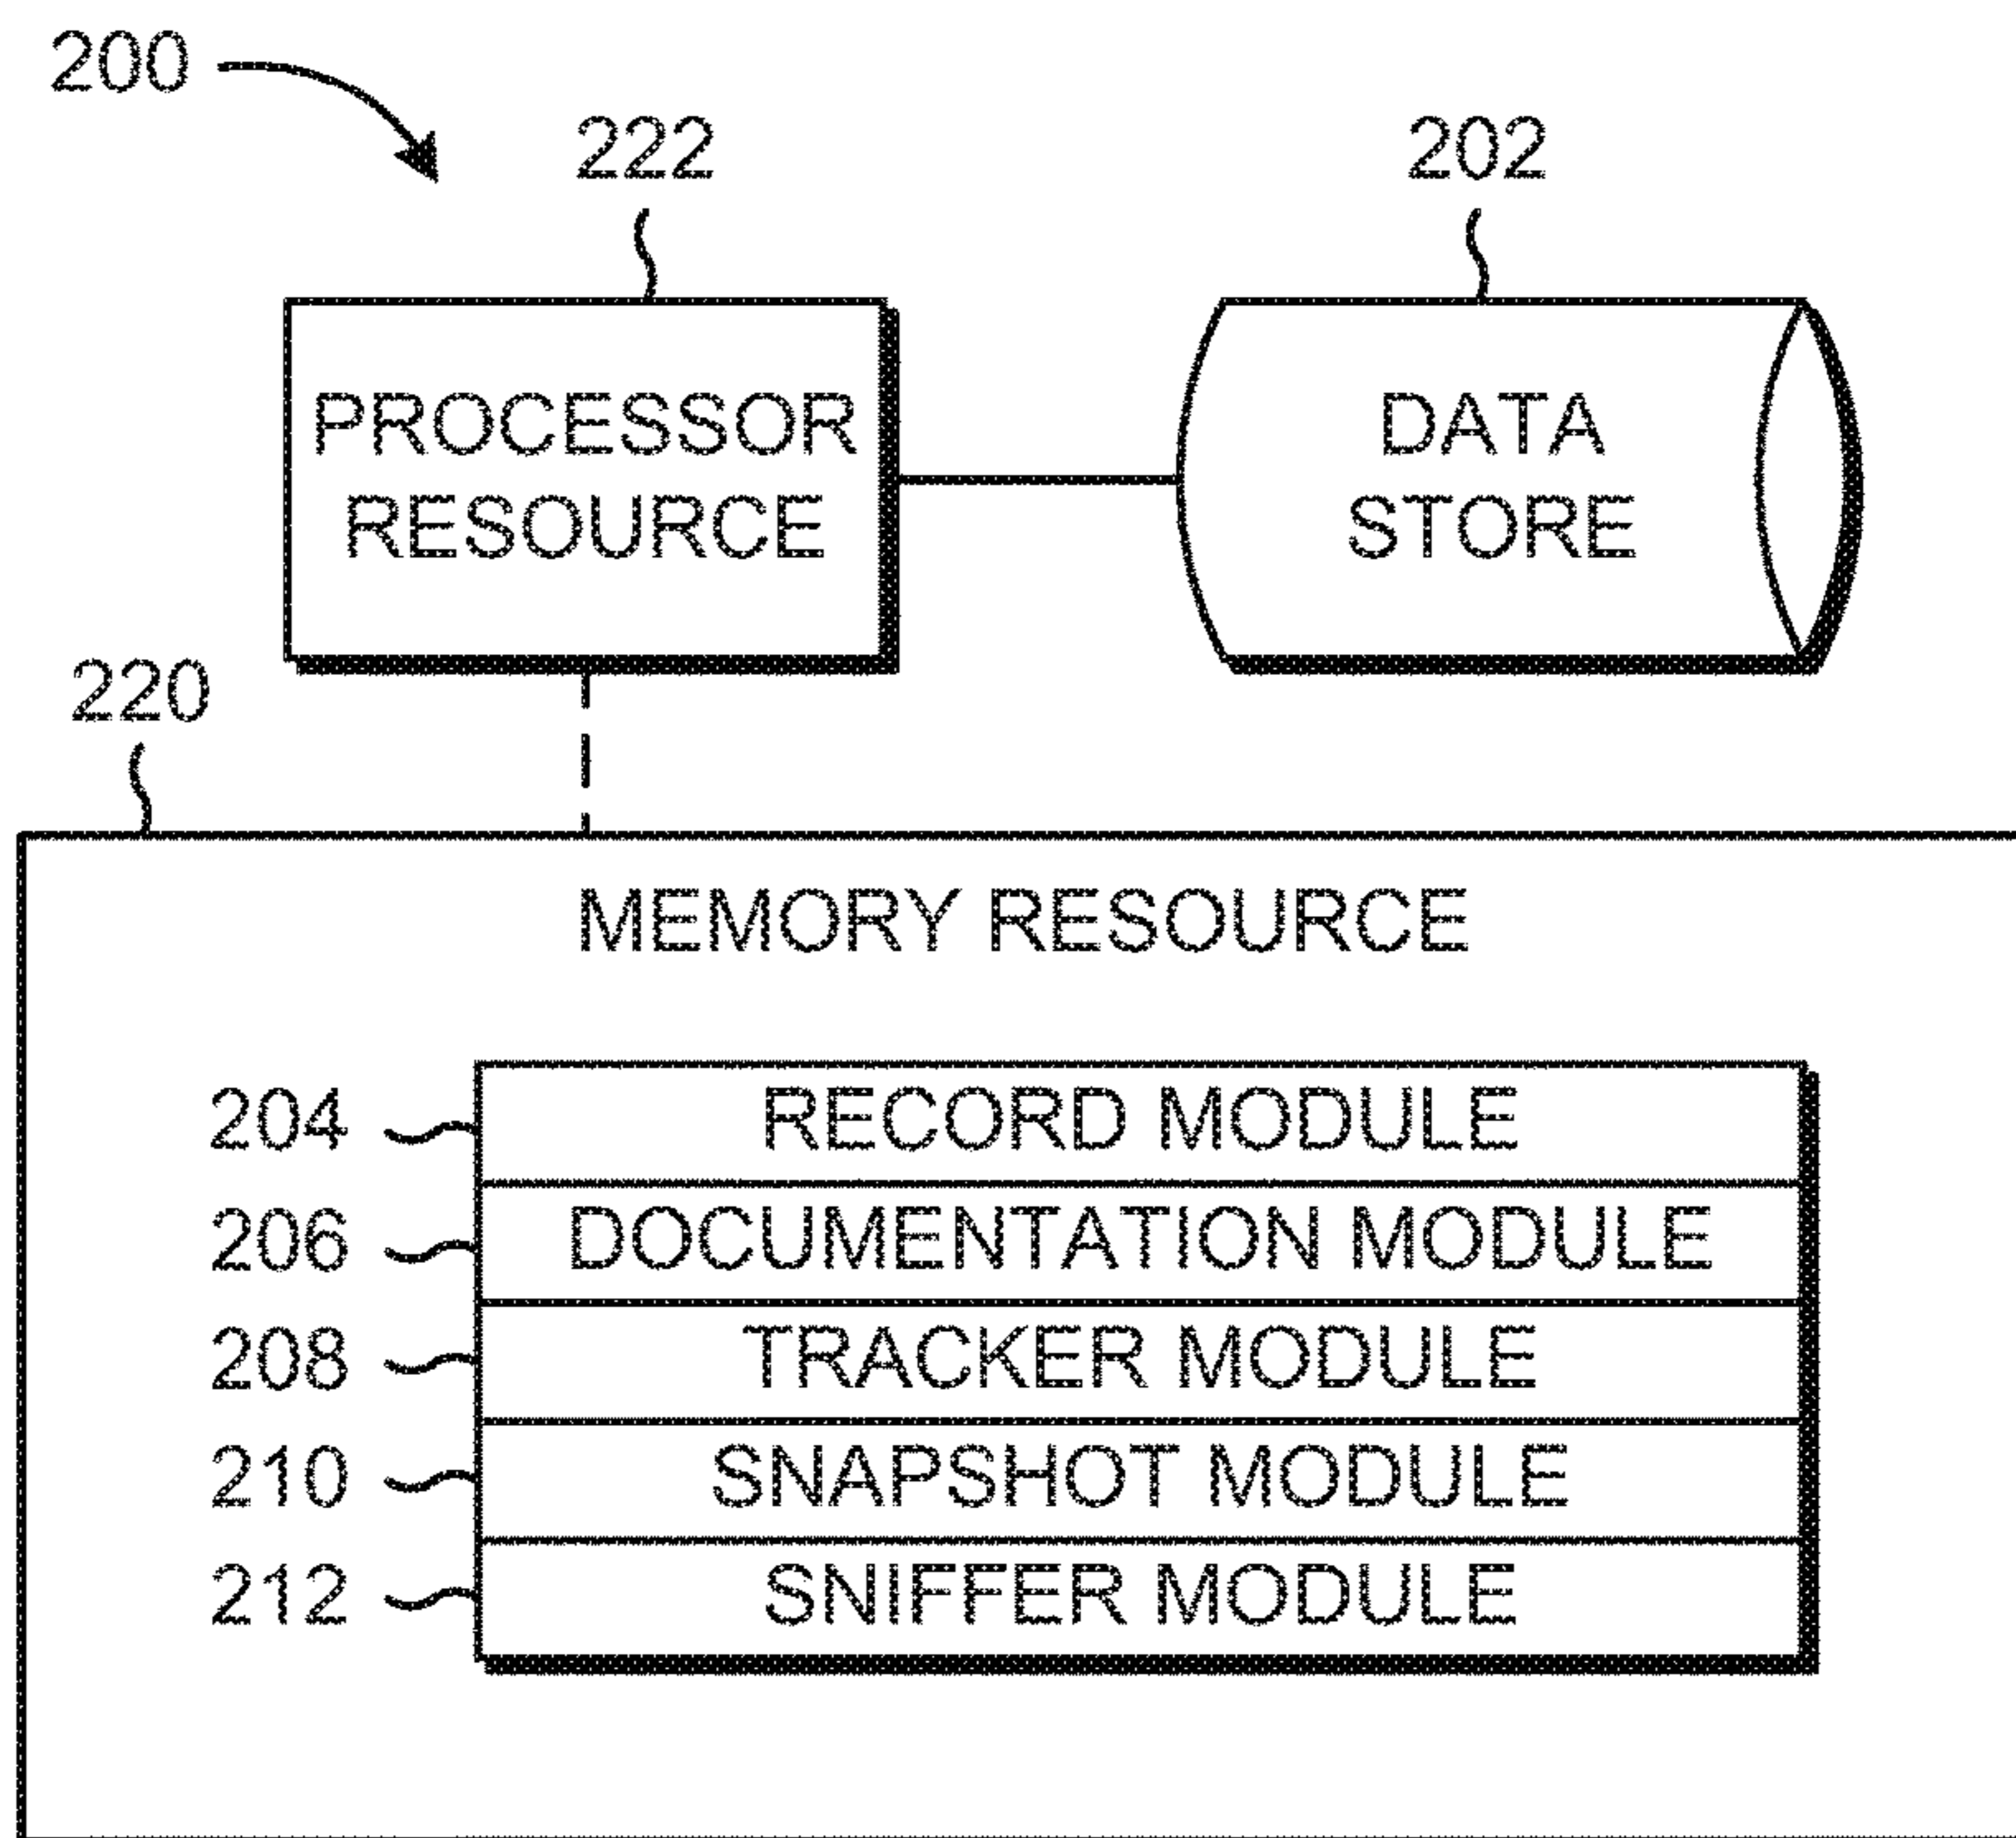 200
222
202
PROCESSOR
RESOURCE
DATA
STORE
220
MEMORY RESOURCE
204 RECORD MODULE
206 DOCUMENTATION MODULE
208 TRACKER MODULE
210 SNAPSHOT MODULE
212 SNIFFER MODULE